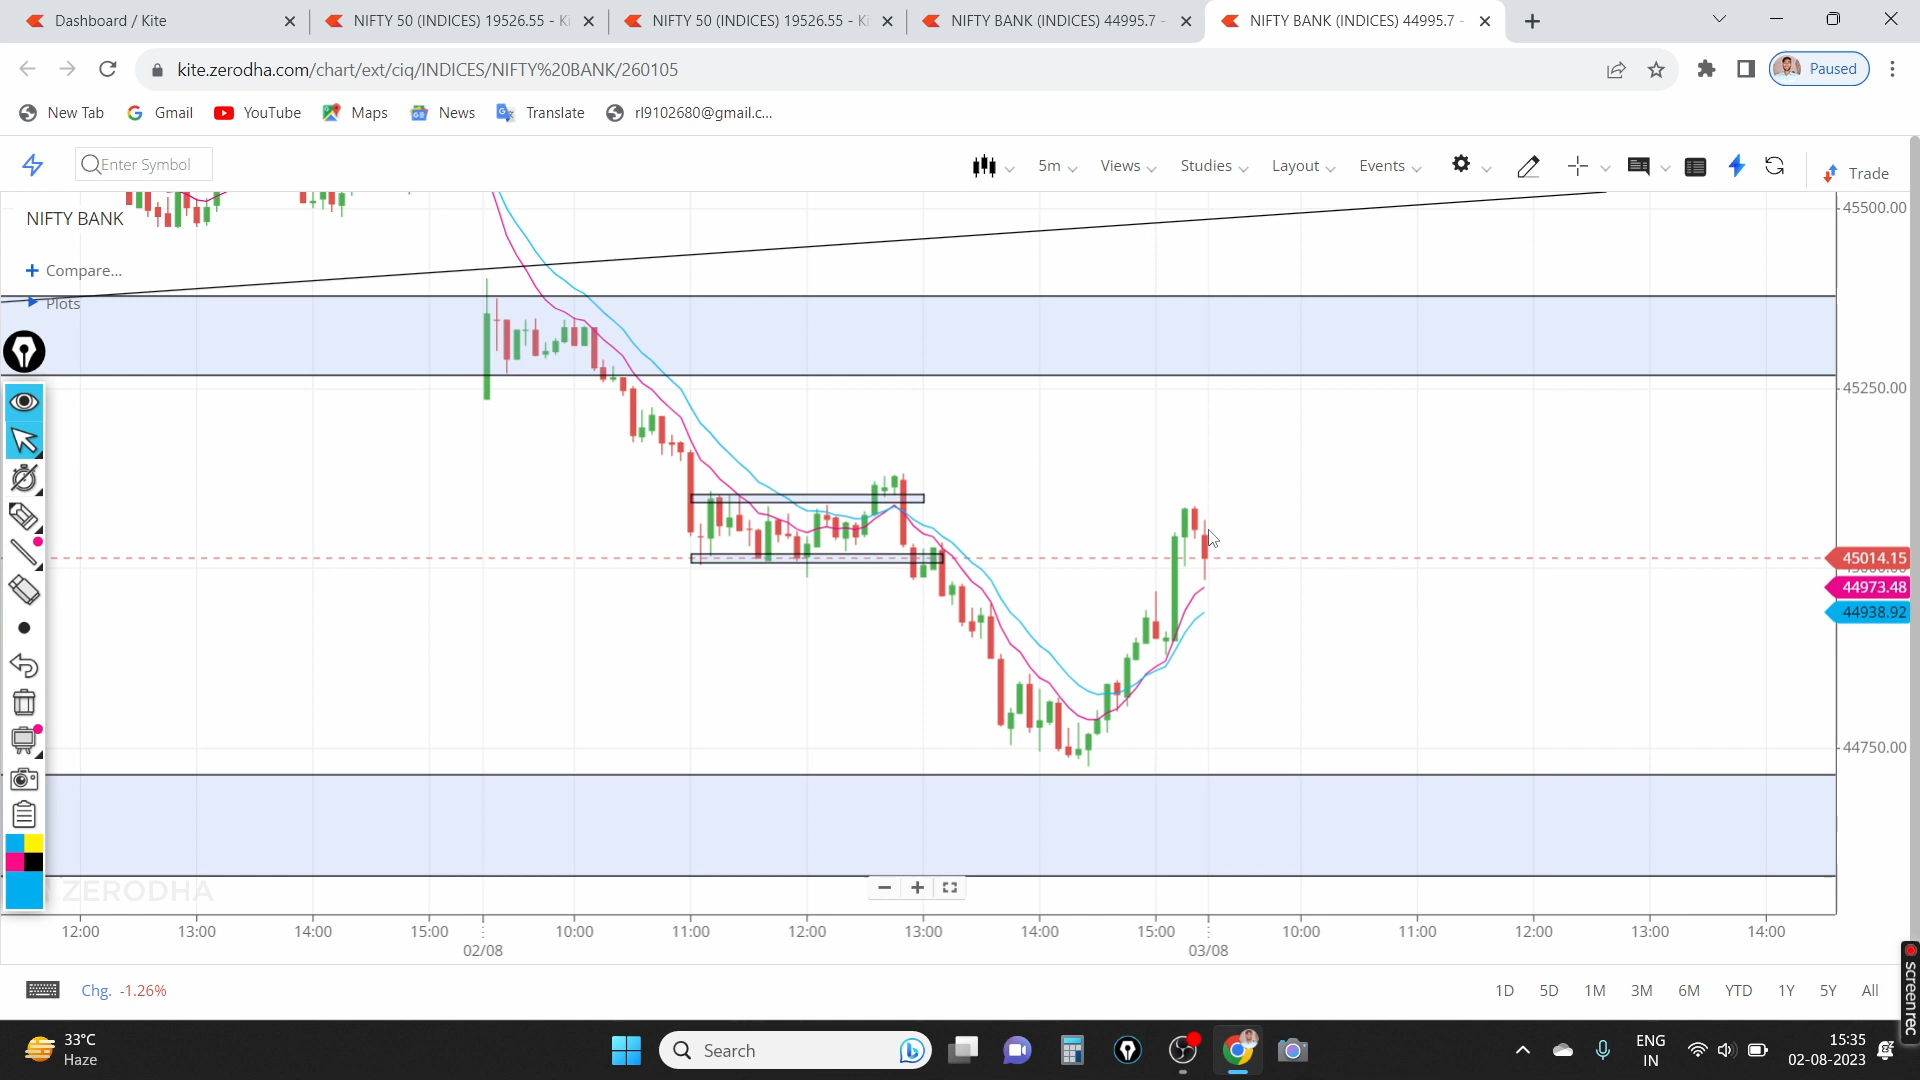 Dashboard / Kite
NIFTY 50 (INDICES) 19526.55 - Ki
NIFTY 50 (INDICES) 19526.55 - Ki
NIFTY BANK (INDICES) 44995.7 -
NIFTY BANK (INDICES) 44995.7 -
kite.zerodha.com/chart/ext/ciq/INDICES/NIFTY%20BANK/260105
Paused
New Tab
Gmail
YouTube
Maps
News
Translate
rl9102680@gmail.c...
Enter Symbol
5m
Views
Studies
Layout
Events
Trade
NIFTY BANK
Compare...
Plots
45500.00
45250.00
45014.15
44973.48
44938.92
44750.00
ZERODHA
12:00 13:00 14:00 15:00 10:00 11:00 12:00 13:00 14:00 15:00 10:00 11:00 12:00 13:00 14:00
02/08 03/08
Chg. -1.26%
1D 5D 1M 3M 6M YTD 1Y 5Y All
screenrec
33°C
Haze
Search
ENG
IN
15:35
02-08-2023